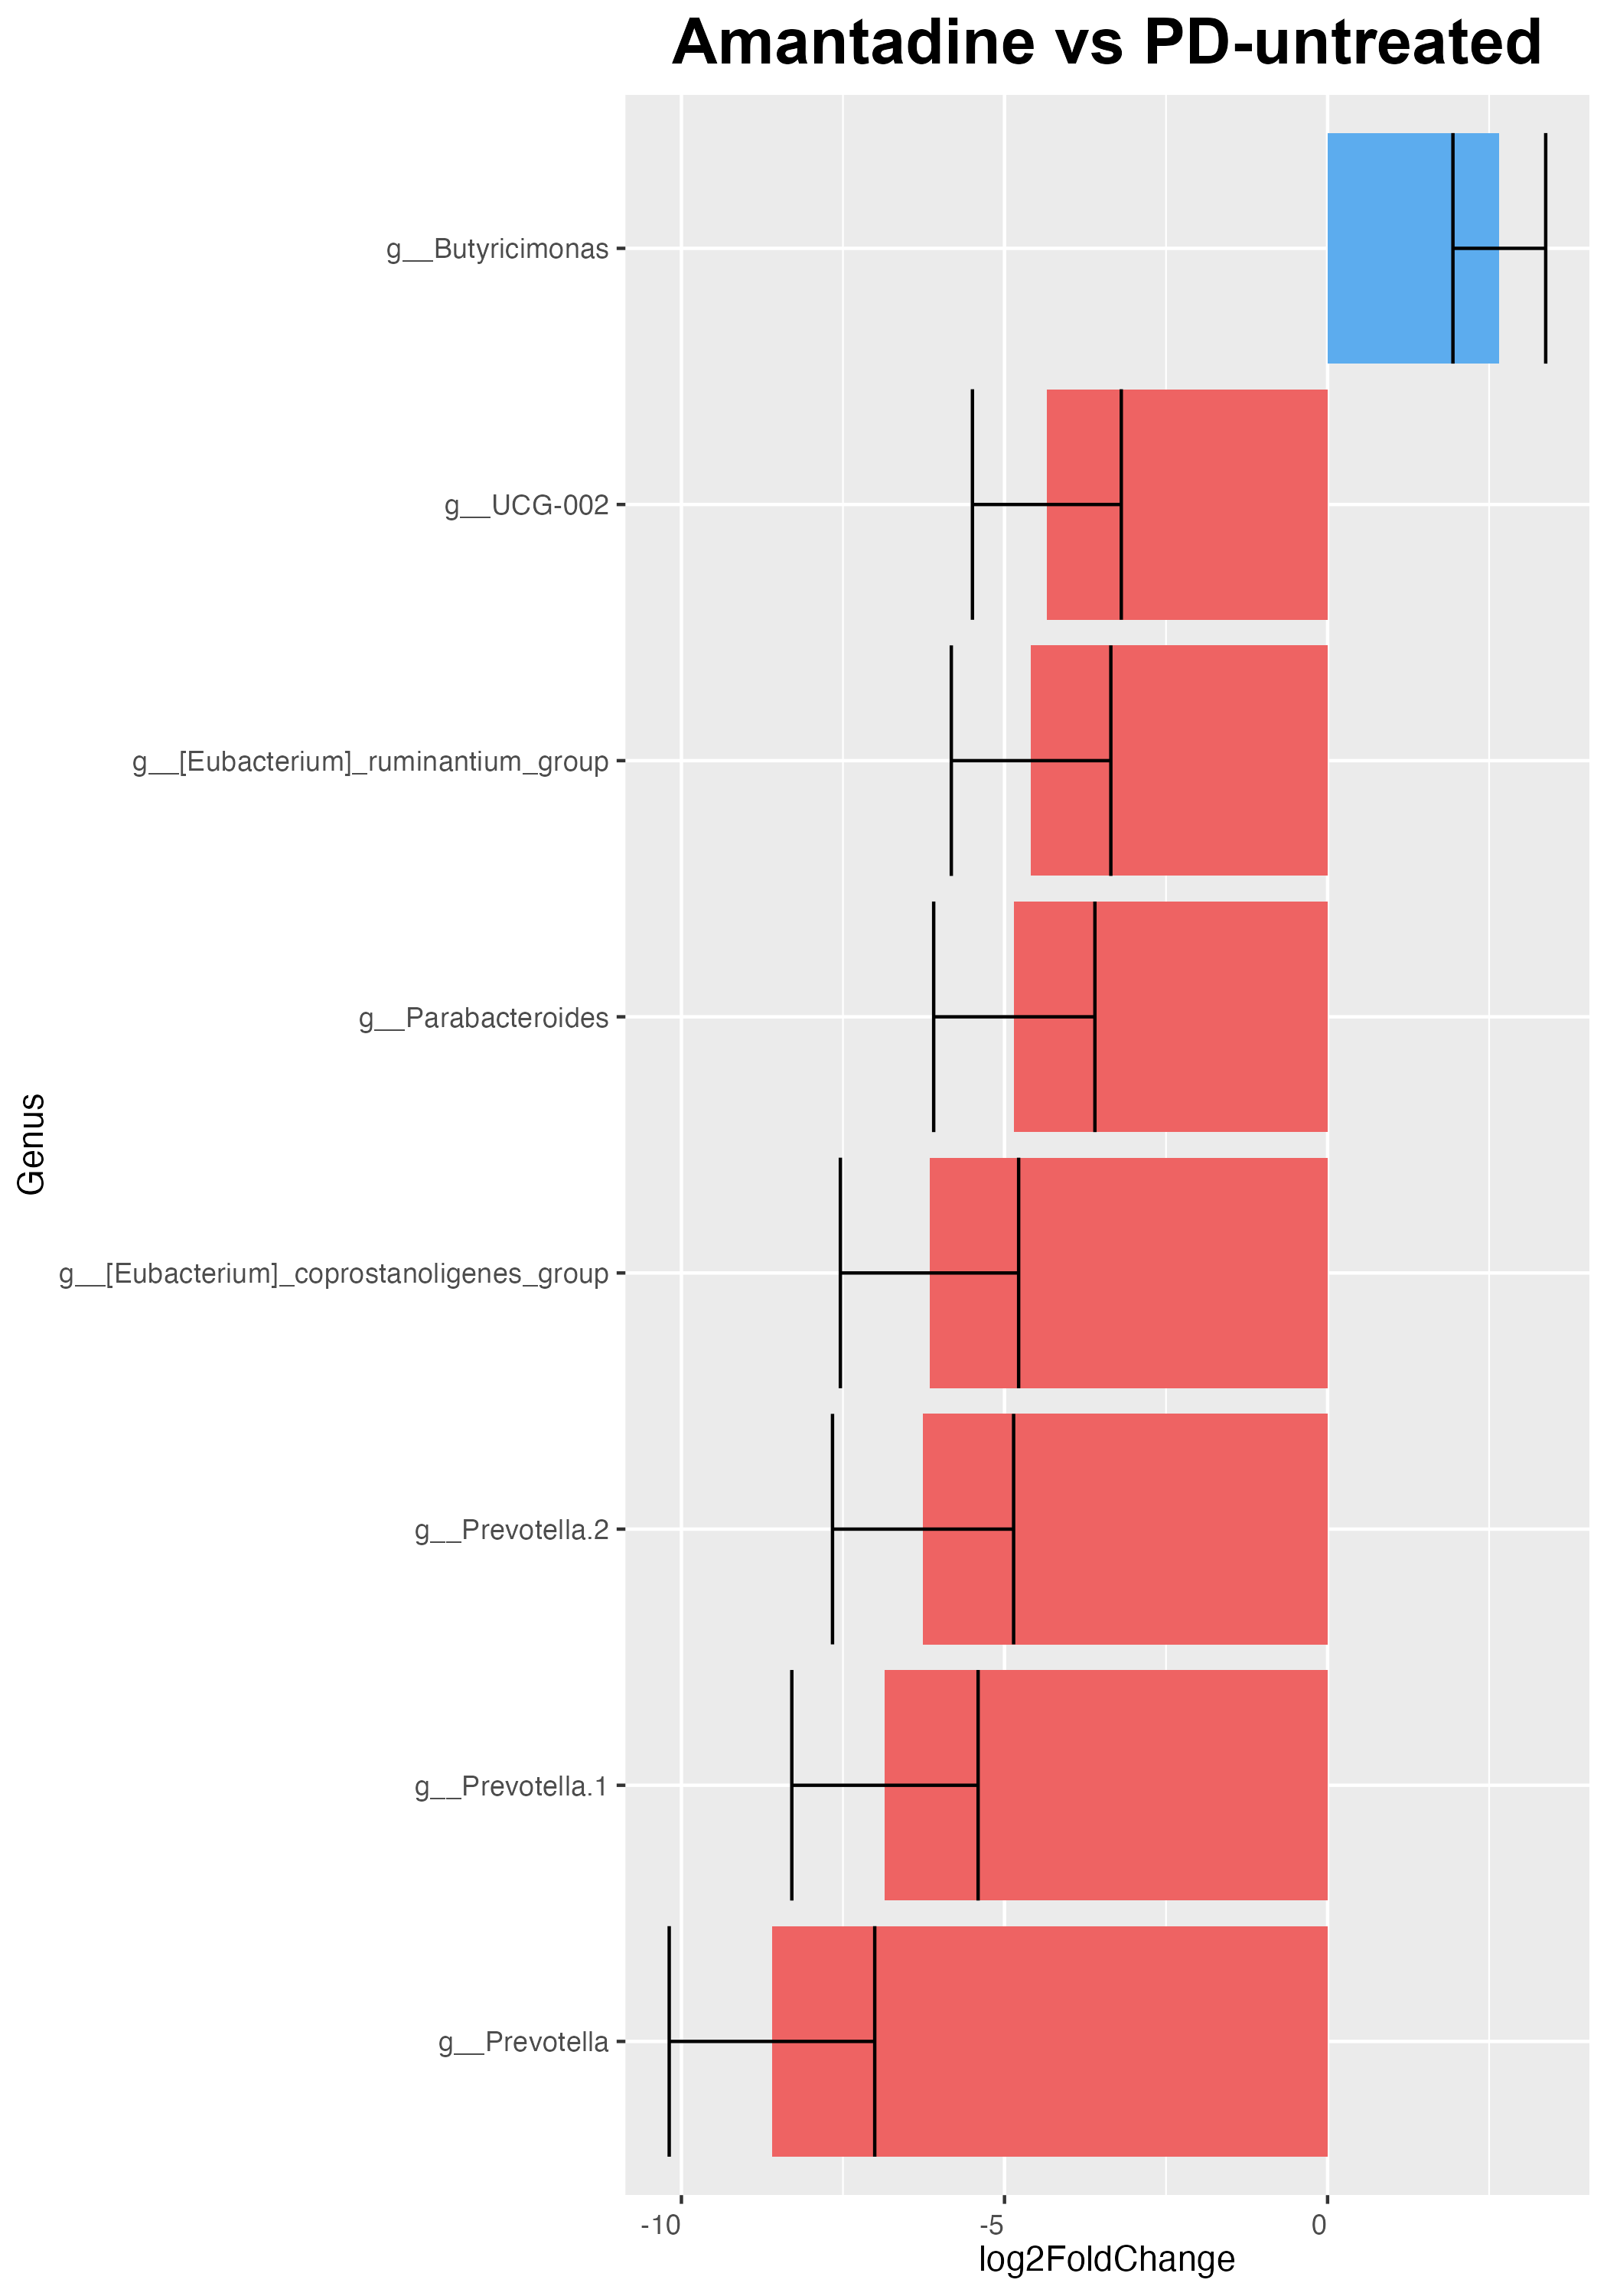 Amantadine vs PD-untreated
g__Butyricimonas
g__UCG-002
g__[Eubacterium]_ruminantium_group
g__Parabacteroides
g__[Eubacterium]_coprostanoligenes_group
g__Prevotella.2
g__Prevotella.1
g__Prevotella
Genus
-10 -5 0
log2FoldChange